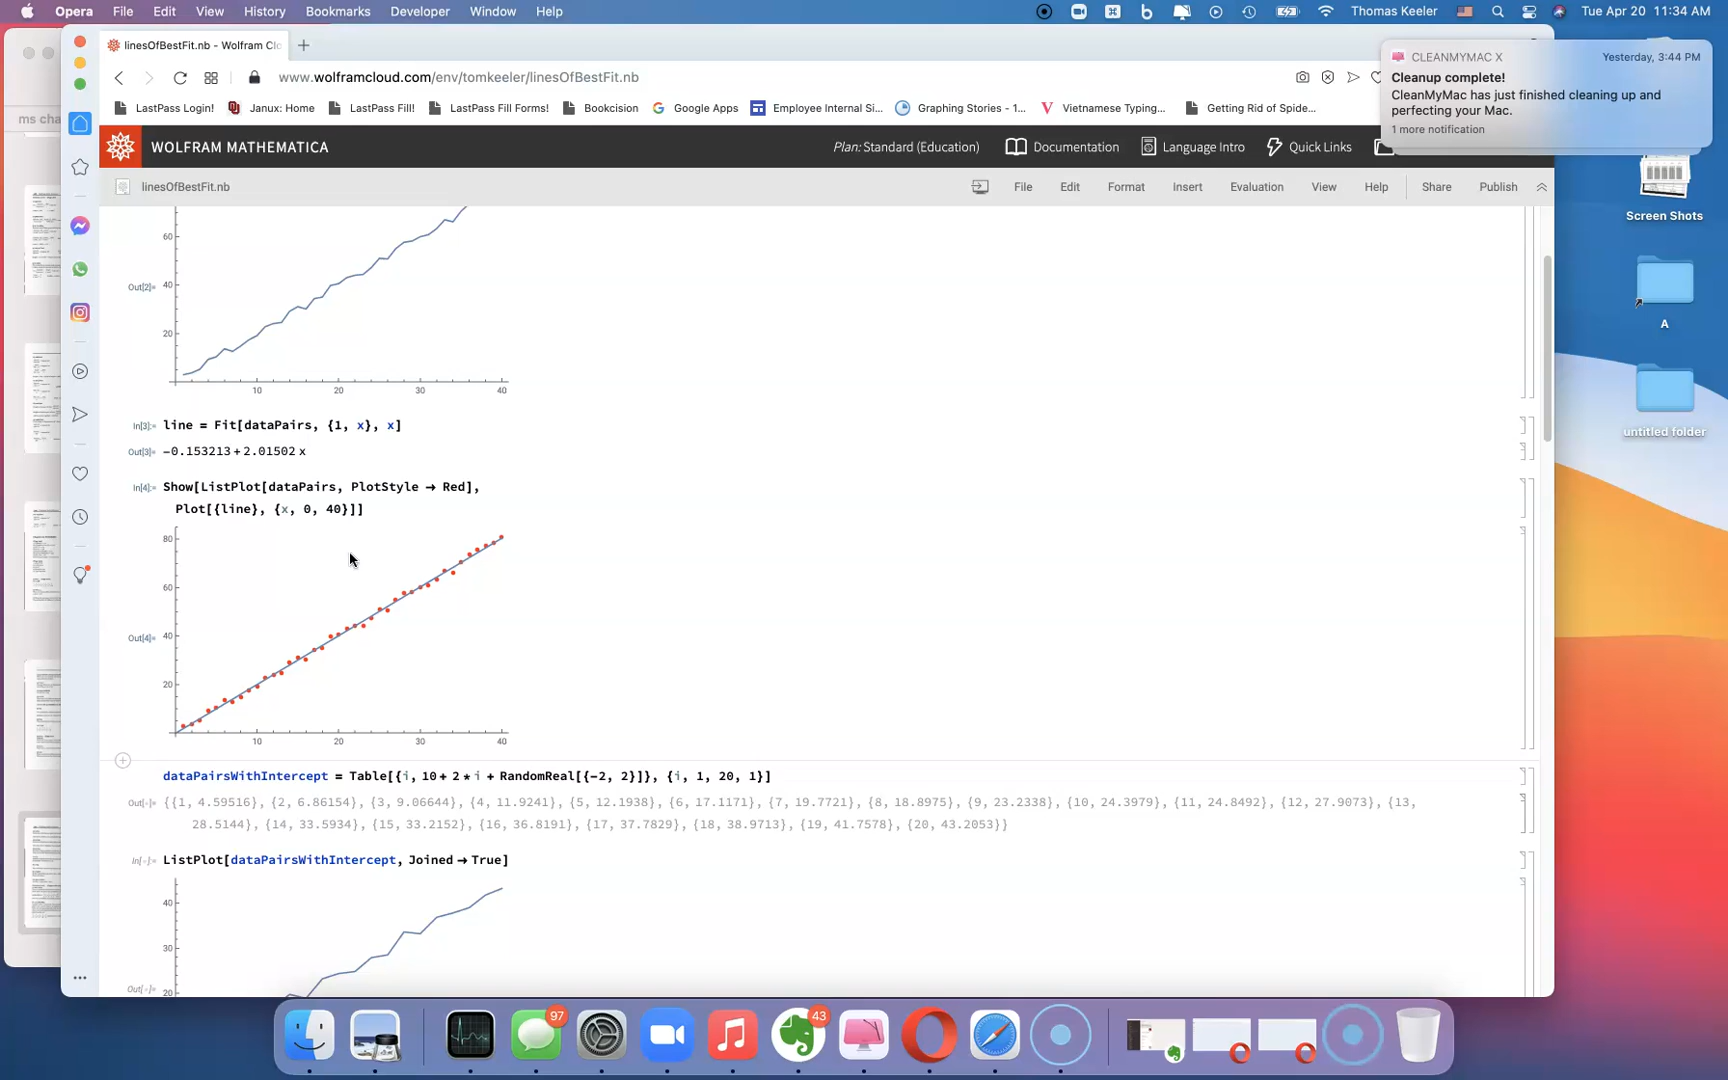 Opera File Edit View History Bookmarks Developer Window Help Thomas Keeler Tue Apr 20 11:34 AM
linesOfBestFit.nb - Wolfram Clo
www.wolframcloud.com/env/tomkeeler/linesOfBestFit.nb
LastPass Login! Janux: Home LastPass Fill! LastPass Fill Forms! Bookcision Google Apps Employee Internal Si... Graphing Stories - 1... Vietnamese Typing... Getting Rid of Spide...
CLEANMYMAC X Yesterday, 3:44 PM
Cleanup complete!
CleanMyMac has just finished cleaning up and
perfecting your Mac.
1 more notification
WOLFRAM MATHEMATICA Plan: Standard (Education) Documentation Language Intro Quick Links
linesOfBestFit.nb File Edit Format Insert Evaluation View Help Share Publish
ms cha
Screen Shots
A
untitled folder
60
Out[2]= 40
20
10 20 30 40
In[3]:= line = Fit[dataPairs, {1, x}, x]
Out[3]= -0.153213+2.01502 x
In[4]:= Show[ListPlot[dataPairs, PlotStyle → Red],
Plot[{line}, {x, 0, 40}]]
80
60
Out[4]= 40
20
10 20 30 40
dataPairsWithIntercept = Table[{i, 10+ 2*i + RandomReal[{-2, 2}]}, {i, 1, 20, 1}]
Out[•]= {{1, 4.59516}, {2, 6.86154}, {3, 9.06644}, {4, 11.9241}, {5, 12.1938}, {6, 17.1171}, {7, 19.7721}, {8, 18.8975}, {9, 23.2338}, {10, 24.3979}, {11, 24.8492}, {12, 27.9073}, {13,
28.5144}, {14, 33.5934}, {15, 33.2152}, {16, 36.8191}, {17, 37.7829}, {18, 38.9713}, {19, 41.7578}, {20, 43.2053}}
In[•]:= ListPlot[dataPairsWithIntercept, Joined→True]
40
30
Out[•]= 20
97
43